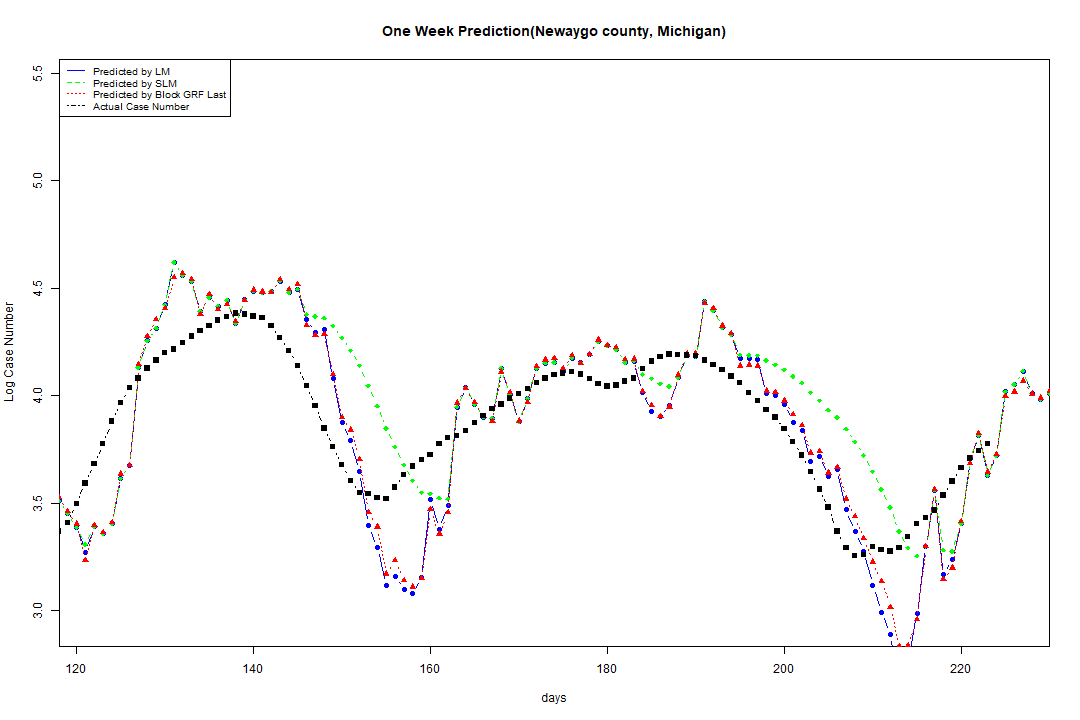 One Week Prediction(Newaygo county, Michigan)
Predicted by LM
Predicted by SLM
Predicted by Block GRF Last
Actual Case Number
Log Case Number
5.5
5.0
4.5
4.0
3.5
3.0
120 140 160 180 200 220
days